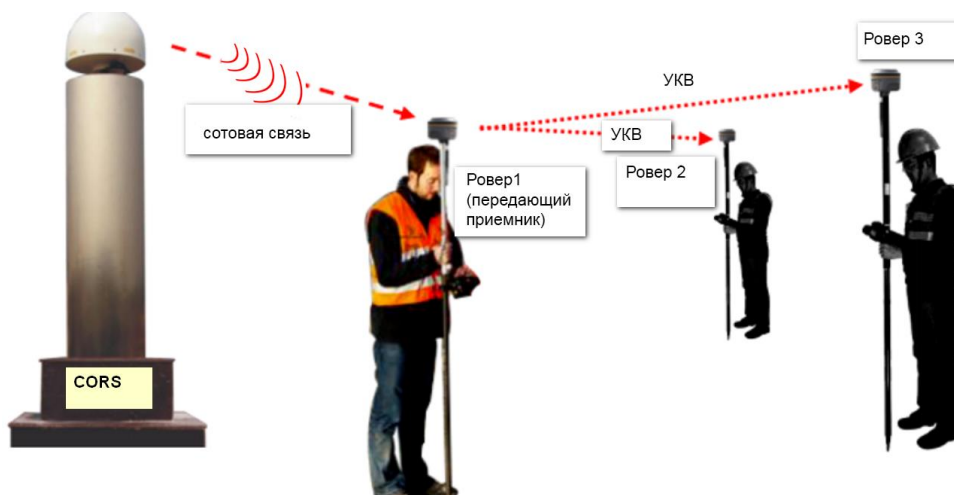 Ровер 3
УКВ
сотовая связь
УКВ
Ровер 2
Ровер1
(передающий
приемник)
CORS